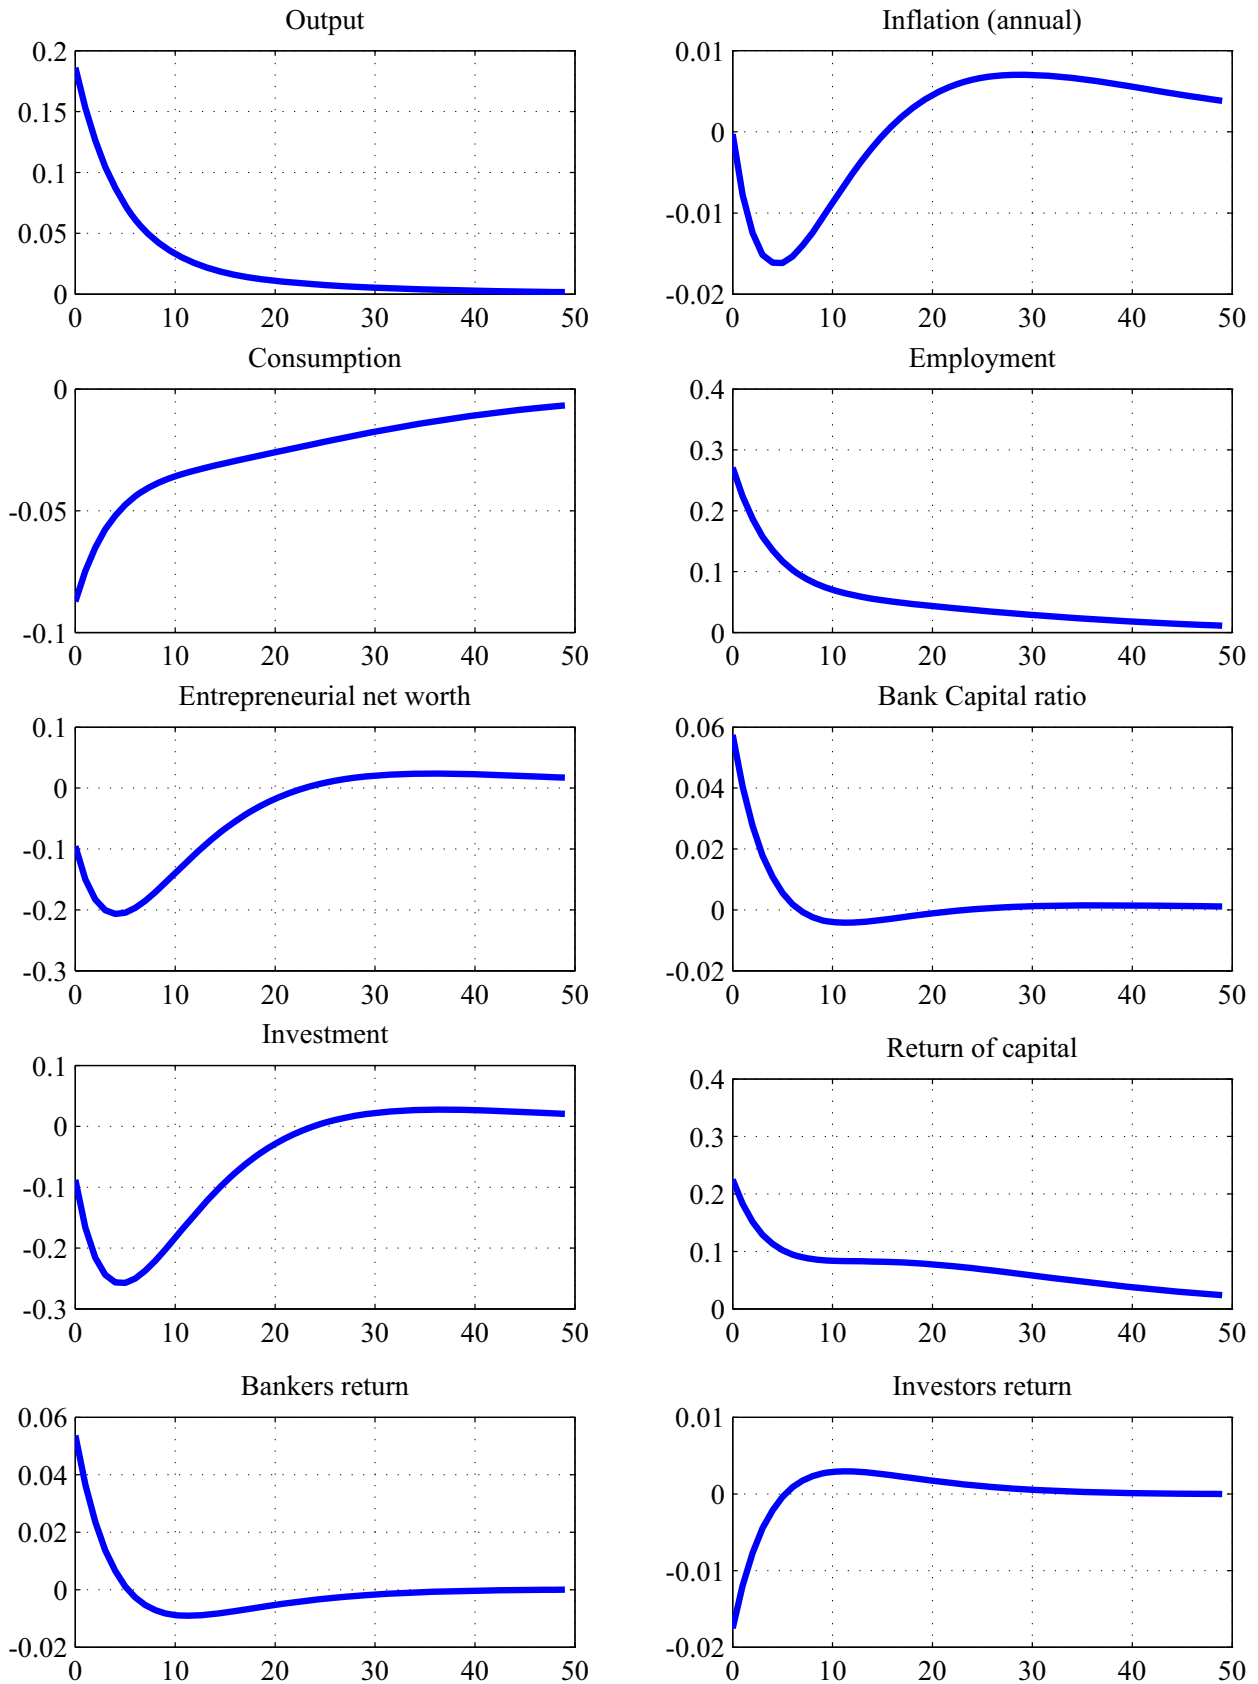 Output
0.2
0.15
0.1
0.05
0
0 10 20 30 40 50
Inflation (annual)
0.01
0
-0.01
-0.02
0 10 20 30 40 50
Consumption
0
-0.05
-0.1
0 10 20 30 40 50
Employment
0.4
0.3
0.2
0.1
0
0 10 20 30 40 50
Entrepreneurial net worth
0.1
0
-0.1
-0.2
-0.3
0 10 20 30 40 50
Bank Capital ratio
0.06
0.04
0.02
0
-0.02
0 10 20 30 40 50
Investment
0.1
0
-0.1
-0.2
-0.3
0 10 20 30 40 50
Return of capital
0.4
0.3
0.2
0.1
0
0 10 20 30 40 50
Bankers return
0.06
0.04
0.02
0
-0.02
0 10 20 30 40 50
Investors return
0.01
0
-0.01
-0.02
0 10 20 30 40 50